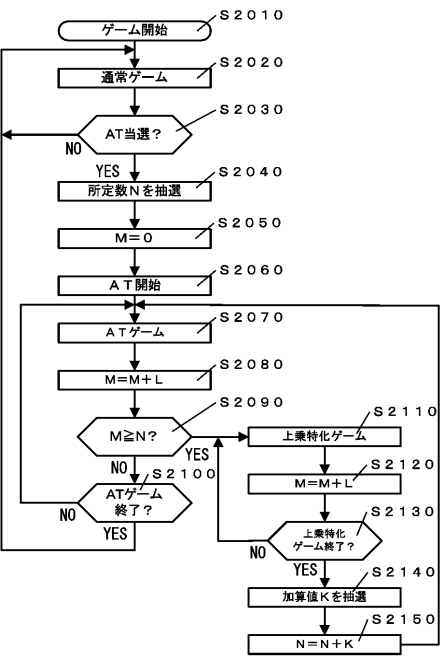 ゲーム開始
S2010
通常ゲーム
S2020
AT当選？
S2030
NO
YES
所定数Nを抽選
S2040
M=0
S2050
AT開始
S2060
ATゲーム
S2070
M=M+L
S2080
M≧N？
S2090
YES
NO
ATゲーム
終了？
S2100
NO
YES
上乗特化ゲーム
S2110
M=M+L
S2120
上乗特化
ゲーム終了？
S2130
NO
YES
加算値Kを抽選
S2140
N=N+K
S2150